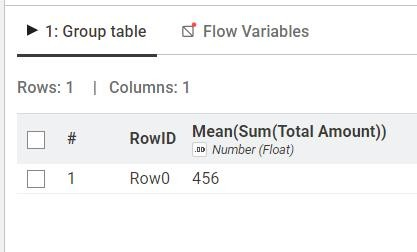 1: Group table
Flow Variables
Rows: 1 | Columns: 1
# RowID Mean(Sum(Total Amount))
.00 Number (Float)
1 Row0 456